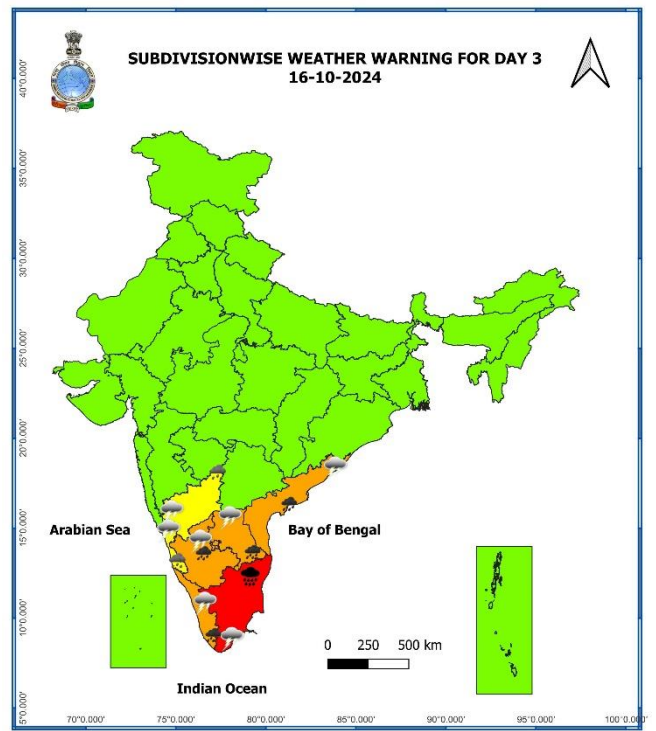 SUBDIVISIONWISE WEATHER WARNING FOR DAY 3
16-10-2024
40°0.000'
35°0.000'
30°0.000'
25°0.000'
20°0.000'
15°0.000'
10°0.000'
5°0.000'
Arabian Sea
Bay of Bengal
0 250 500 km
Indian Ocean
70°0.000' 75°0.000' 80°0.000' 85°0.000' 90°0.000' 95°0.000' 100°0.000'